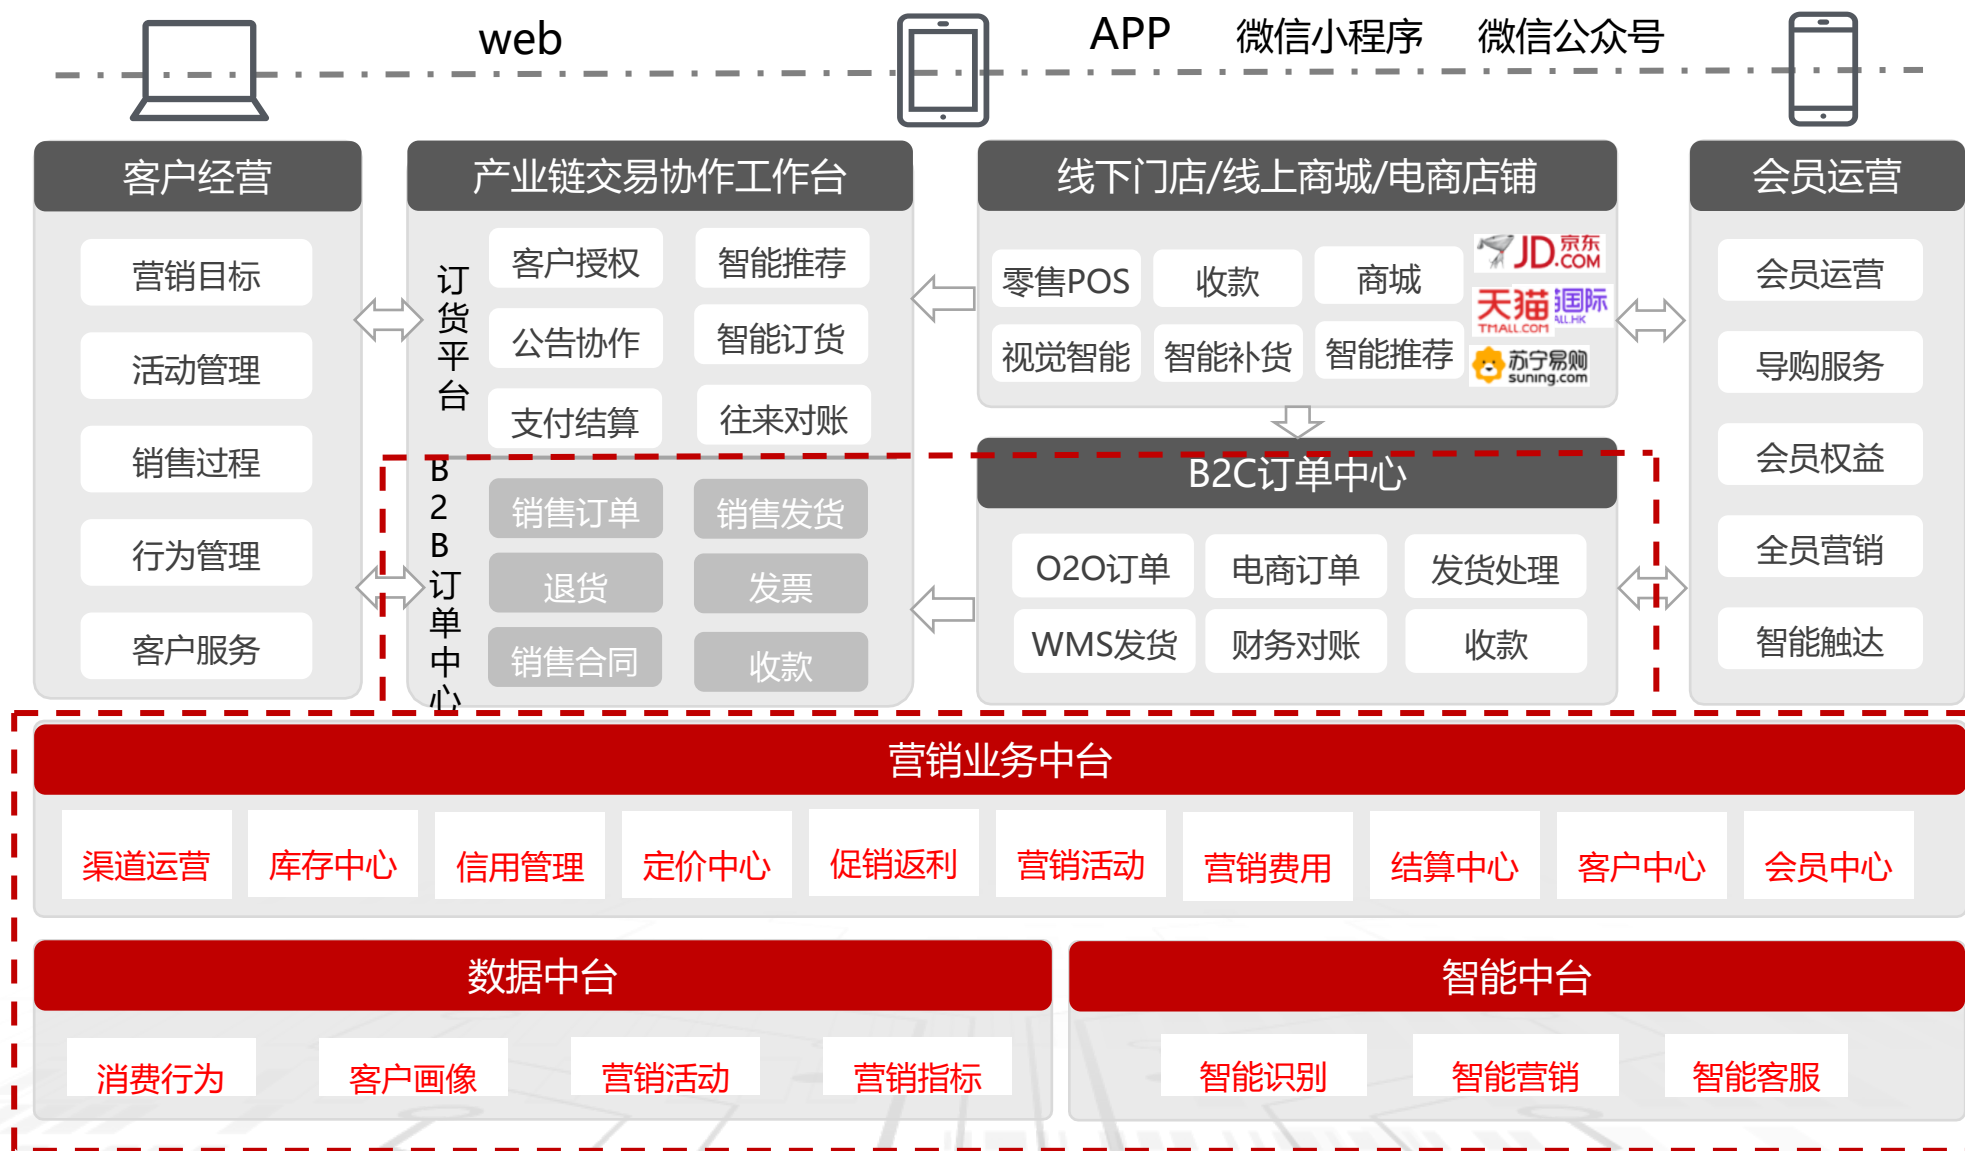 web
APP
微信小程序
微信公众号
客户经营
营销目标
活动管理
销售过程
行为管理
客户服务
产业链交易协作工作台
订货平台
客户授权
智能推荐
公告协作
智能订货
支付结算
往来对账
B2B订单中心
销售订单
销售发货
退货
发票
销售合同
收款
线下门店/线上商城/电商店铺
零售POS
收款
商城
视觉智能
智能补货
智能推荐
JD京东
.COM
天猫
国际
TMALL.COM
ALL.HK
苏宁易购
suning.com
B2C订单中心
O2O订单
电商订单
发货处理
WMS发货
财务对账
收款
会员运营
会员运营
导购服务
会员权益
全员营销
智能触达
营销业务中台
渠道运营
库存中心
信用管理
定价中心
促销返利
营销活动
营销费用
结算中心
客户中心
会员中心
数据中台
消费行为
客户画像
营销活动
营销指标
智能中台
智能识别
智能营销
智能客服